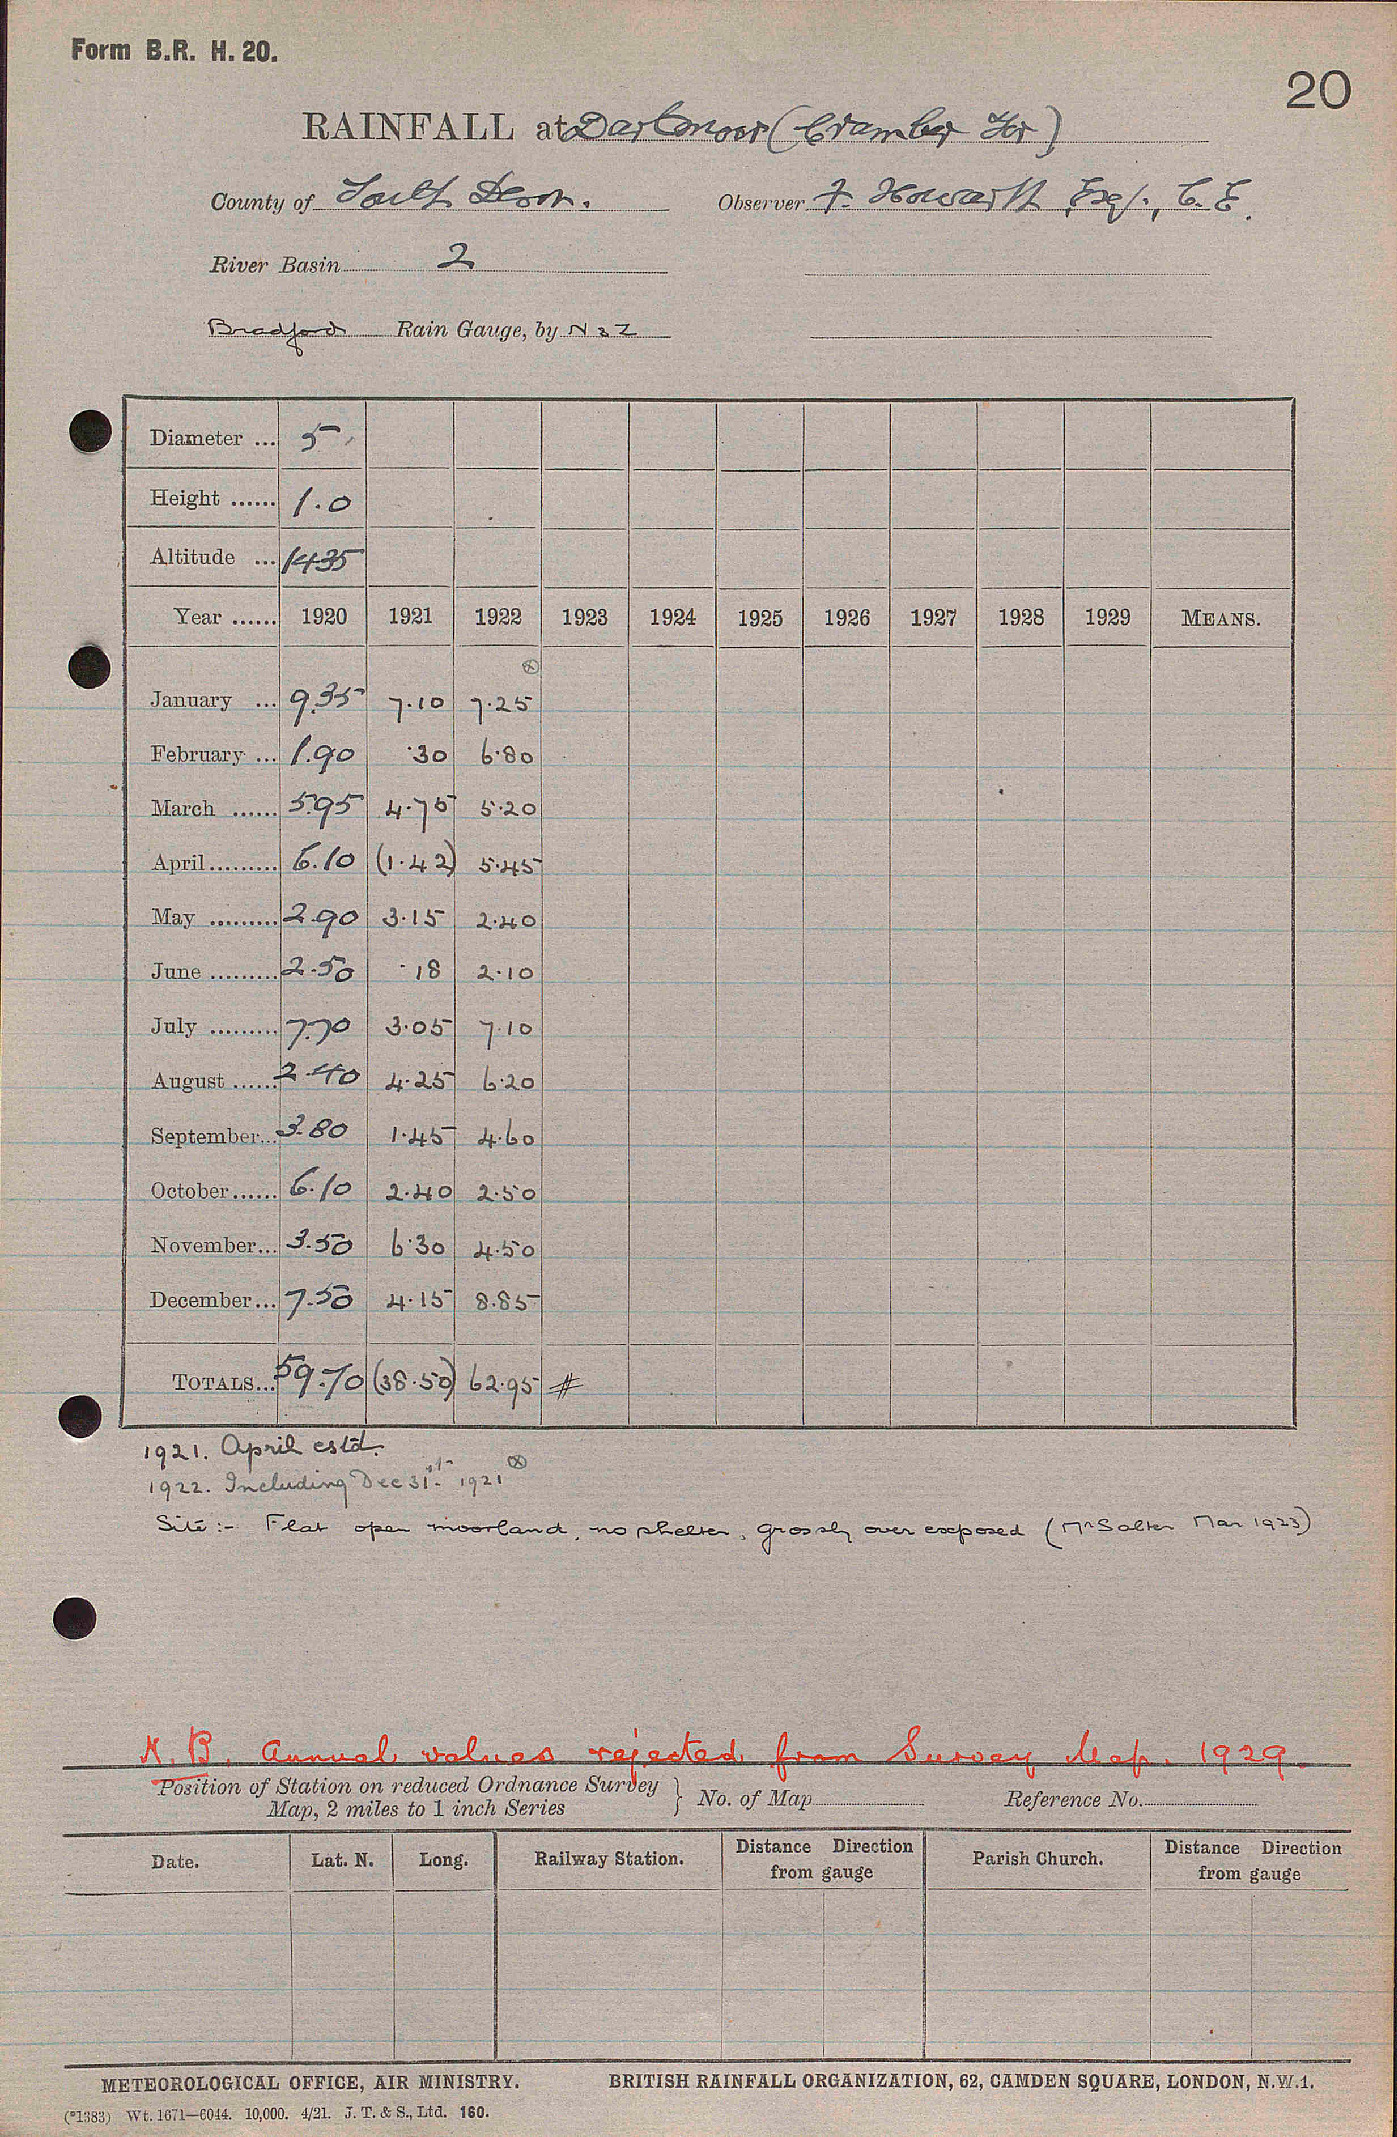 Form B.R. H. 20.
20
RAINFALL at Dartmoor (Cramber Tor)
County of South Devon. Observer F. Howarth Esq., C.E.
River Basin 2
Bradford Rain Gauge, by N & Z
Diameter ... 5
Height ...... 1.0
Altitude ... 1435
Year ...... 1920 1921 1922 1923 1924 1925 1926 1927 1928 1929 MEANS.
January ... 9.35 7.10 7.25 ⊗
February ... 1.90 .30 6.80
March ...... 5.95 4.75 5.20
April......... 6.10 (1.42) 5.45
May ......... 2.90 3.15 2.40
June ......... 2.50 .18 2.10
July ......... 7.70 3.05 7.10
August ...... 2.40 4.25 6.20
September... 3.80 1.45 4.60
October...... 6.10 2.40 2.50
November... 3.50 6.30 4.50
December... 7.50 4.15 8.85
TOTALS... 59.70 (38.50) 62.95 #
1921. April estd.
1922. Including Dec 31st. 1921 ⊗
Site :- Flat open moorland, no shelter, grossly over exposed (Mr Salter Mar 1923)
N.B. Annual values rejected from Survey Map. 1929.
Position of Station on reduced Ordnance Survey
Map, 2 miles to 1 inch Series } No. of Map Reference No.
Date. Lat. N. Long. Railway Station. Distance Direction from gauge Parish Church. Distance Direction from gauge
METEOROLOGICAL OFFICE, AIR MINISTRY. BRITISH RAINFALL ORGANIZATION, 62, CAMDEN SQUARE, LONDON, N.W.1.
(*1383) Wt. 1671—6044. 10,000. 4/21. J. T. & S., Ltd. 160.